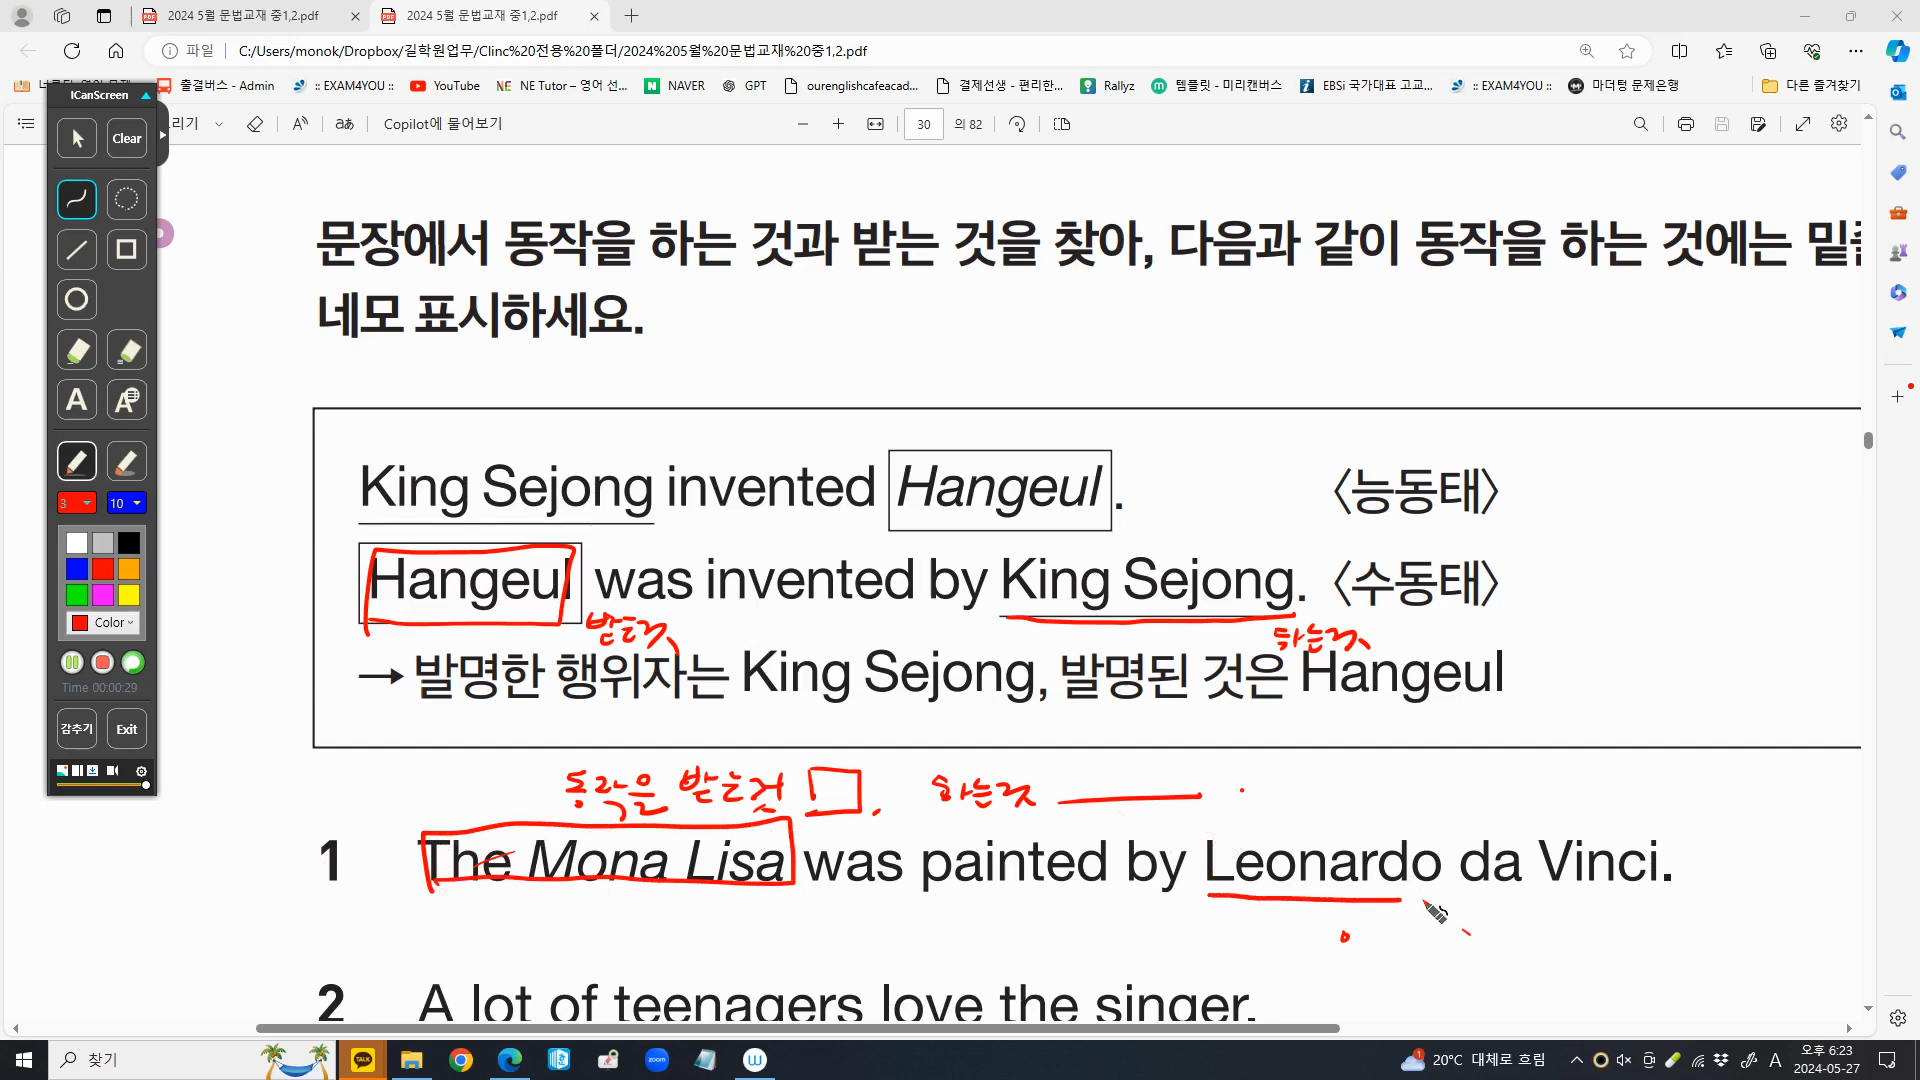 2024 5월 문법교재 중1,2.pdf
2024 5월 문법교재 중1,2.pdf
파일 C:/Users/monok/Dropbox/길학원업무/Clinc%20전용%20폴더/2024%205월%20문법교재%20중1,2.pdf
출결버스 - Admin
:: EXAM4YOU ::
YouTube
NE Tutor – 영어 선...
NAVER
GPT
ourenglishcafeacad...
결제선생 - 편리한...
Rallyz
템플릿 - 미리캔버스
EBSi 국가대표 고교...
:: EXAM4YOU ::
마더텅 문제은행
다른 즐겨찾기
ICanScreen
Clear
리기
aあ
Copilot에 물어보기
30 의 82
3
10
Color
Time 00:00:29
감추기
Exit
문장에서 동작을 하는 것과 받는 것을 찾아, 다음과 같이 동작을 하는 것에는 밑
네모 표시하세요.
King Sejong invented Hangeul. 〈능동태〉
Hangeul was invented by King Sejong. 〈수동태〉
받는것
하는것
→ 발명한 행위자는 King Sejong, 발명된 것은 Hangeul
동작을 받는것 . 하는것
1 The Mona Lisa was painted by Leonardo da Vinci.
2 A lot of teenagers love the singer.
찾기
TALK
zoom
20°C 대체로 흐림
A
오후 6:23
2024-05-27